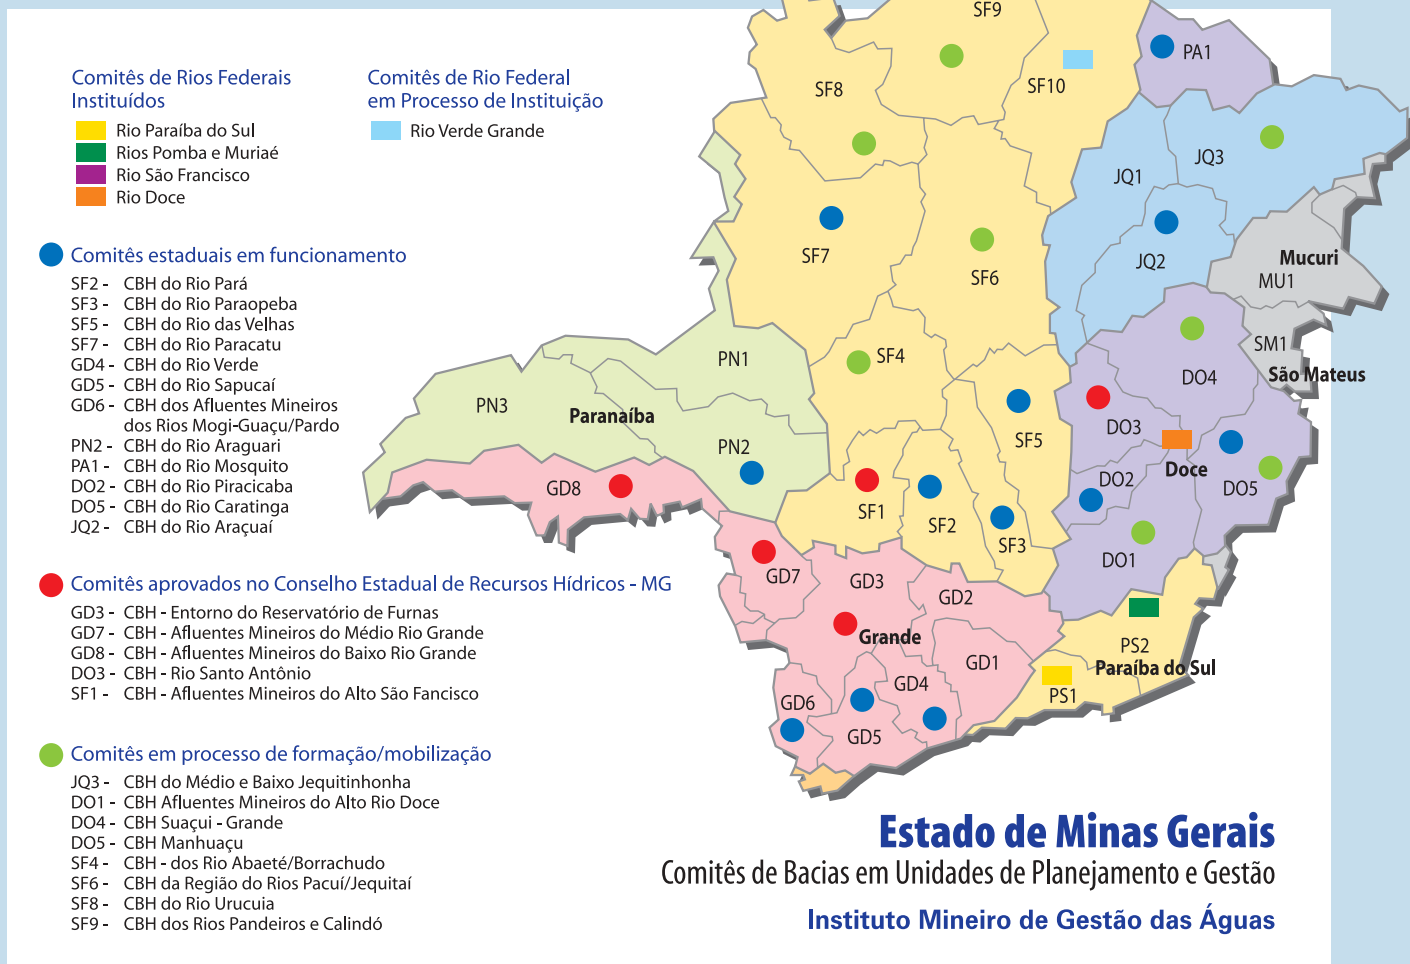 Comitês de Rios Federais
Instituídos
Rio Paraíba do Sul
Rios Pomba e Muriaé
Rio São Francisco
Rio Doce
Comitês de Rio Federal
em Processo de Instituição
Rio Verde Grande
Comitês estaduais em funcionamento
SF2 - CBH do Rio Pará
SF3 - CBH do Rio Paraopeba
SF5 - CBH do Rio das Velhas
SF7 - CBH do Rio Paracatu
GD4 - CBH do Rio Verde
GD5 - CBH do Rio Sapucaí
GD6 - CBH dos Afluentes Mineiros
dos Rios Mogi-Guaçu/Pardo
PN2 - CBH do Rio Araguari
PA1 - CBH do Rio Mosquito
DO2 - CBH do Rio Piracicaba
DO5 - CBH do Rio Caratinga
JQ2 - CBH do Rio Araçuaí
Comitês aprovados no Conselho Estadual de Recursos Hídricos - MG
GD3 - CBH - Entorno do Reservatório de Furnas
GD7 - CBH - Afluentes Mineiros do Médio Rio Grande
GD8 - CBH - Afluentes Mineiros do Baixo Rio Grande
DO3 - CBH - Rio Santo Antônio
SF1 - CBH - Afluentes Mineiros do Alto São Fancisco
Comitês em processo de formação/mobilização
JQ3 - CBH do Médio e Baixo Jequitinhonha
DO1 - CBH Afluentes Mineiros do Alto Rio Doce
DO4 - CBH Suaçui - Grande
DO5 - CBH Manhuaçu
SF4 - CBH - dos Rio Abaeté/Borrachudo
SF6 - CBH da Região do Rios Pacuí/Jequitaí
SF8 - CBH do Rio Urucuia
SF9 - CBH dos Rios Pandeiros e Calindó
SF9
PA1
SF8
SF10
JQ3
JQ1
SF7
JQ2
Mucuri
SF6
MU1
SM1
PN1
SF4
São Mateus
DO4
PN3
Paranaíba
DO3
SF5
PN2
Doce
DO2
GD8
DO5
SF1
SF2
SF3
DO1
GD7
GD3
GD2
Grande
PS2
GD1
Paraíba do Sul
GD4
PS1
GD6
GD5
Estado de Minas Gerais
Comitês de Bacias em Unidades de Planejamento e Gestão
Instituto Mineiro de Gestão das Águas